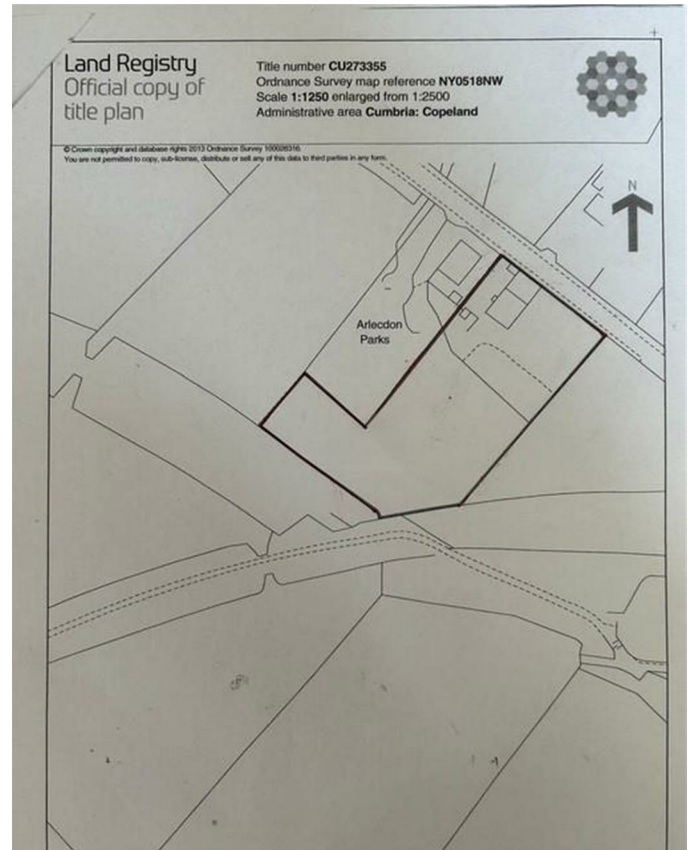 Land Registry
Official copy of
title plan
Title number CU273355
Ordnance Survey map reference NY0518NW
Scale 1:1250 enlarged from 1:2500
Administrative area Cumbria: Copeland
© Crown copyright and database rights 2013 Ordnance Survey 100026316.
You are not permitted to copy, sub-license, distribute or sell any of this data to third parties in any form.
N
Arlecdon
Parks